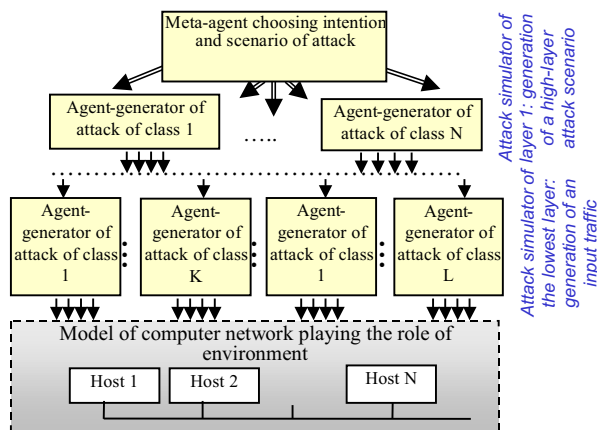 Meta-agent choosing intention
and scenario of attack
Agent-generator of
attack of class 1
.....
Agent-generator of
attack of class N
Agent-
generator of
attack of class
1
Agent-
generator of
attack of class
K
Agent-
generator of
attack of class
1
Agent-
generator of
attack of class
L
Model of computer network playing the role of
environment
Host 1
Host 2
Host N
Attack simulator of
layer 1: generation
of a high-layer
attack scenario
Attack simulator of
the lowest layer:
generation of an
input traffic